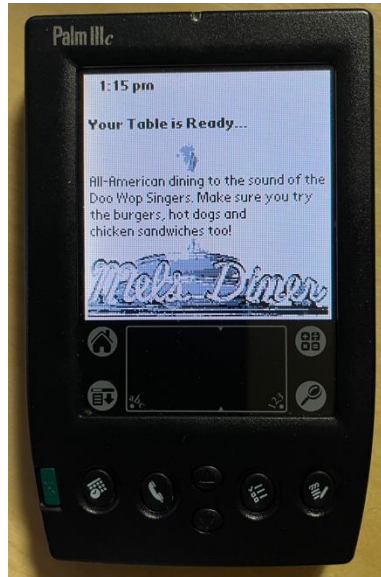 Palm IIIc
1:15 pm
Your Table is Ready...
All-American dining to the sound of the
Doo Wop Singers. Make sure you try
the burgers, hot dogs and
chicken sandwiches too!
Mels Diner
abc
123